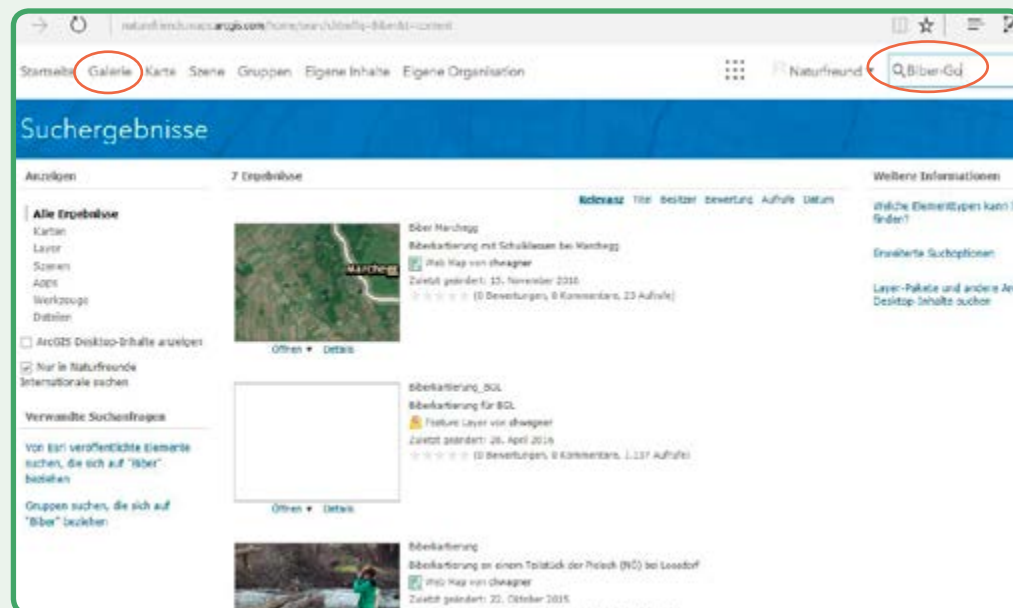 arcgis.com
Startseite Galerie Karte Szene Gruppen Eigene Inhalte Eigene Organisation
Naturfreund
Biber-Go
Suchergebnisse
Anzeigen
Alle Ergebnisse
Karten
Layer
Szenen
Apps
Werkzeuge
Dateien
ArcGIS Desktop-Inhalte anzeigen
Nur in Naturfreunde
Internationale suchen
Verwandte Suchanfragen
Von Esri veröffentlichte Elemente
suchen, die sich auf "Biber"
beziehen
Gruppen suchen, die sich auf
"Biber" beziehen
7 Ergebnisse
Relevanz Titel Besitzer Bewertung Aufrufe Datum
Marchegg
Biber Marchegg
Biberkartierung mit Schulklassen bei Marchegg
Web Map von chwagner
Zuletzt geändert: 15. November 2016
(0 Bewertungen, 0 Kommentare, 23 Aufrufe)
Öffnen Details
Biberkartierung_BGL
Biberkartierung für BGL
Feature Layer von chwagner
Zuletzt geändert: 26. April 2016
(0 Bewertungen, 0 Kommentare, 1.137 Aufrufe)
Öffnen Details
Biberkartierung
Biberkartierung an einem Teilstück der Pielach (NÖ) bei Loosdorf
Web Map von chwagner
Zuletzt geändert: 22. Oktober 2015
Weitere Informationen
Welche Elementtypen kann
finden?
Erweiterte Suchoptionen
Layer-Pakete und andere
Desktop-Inhalte suchen